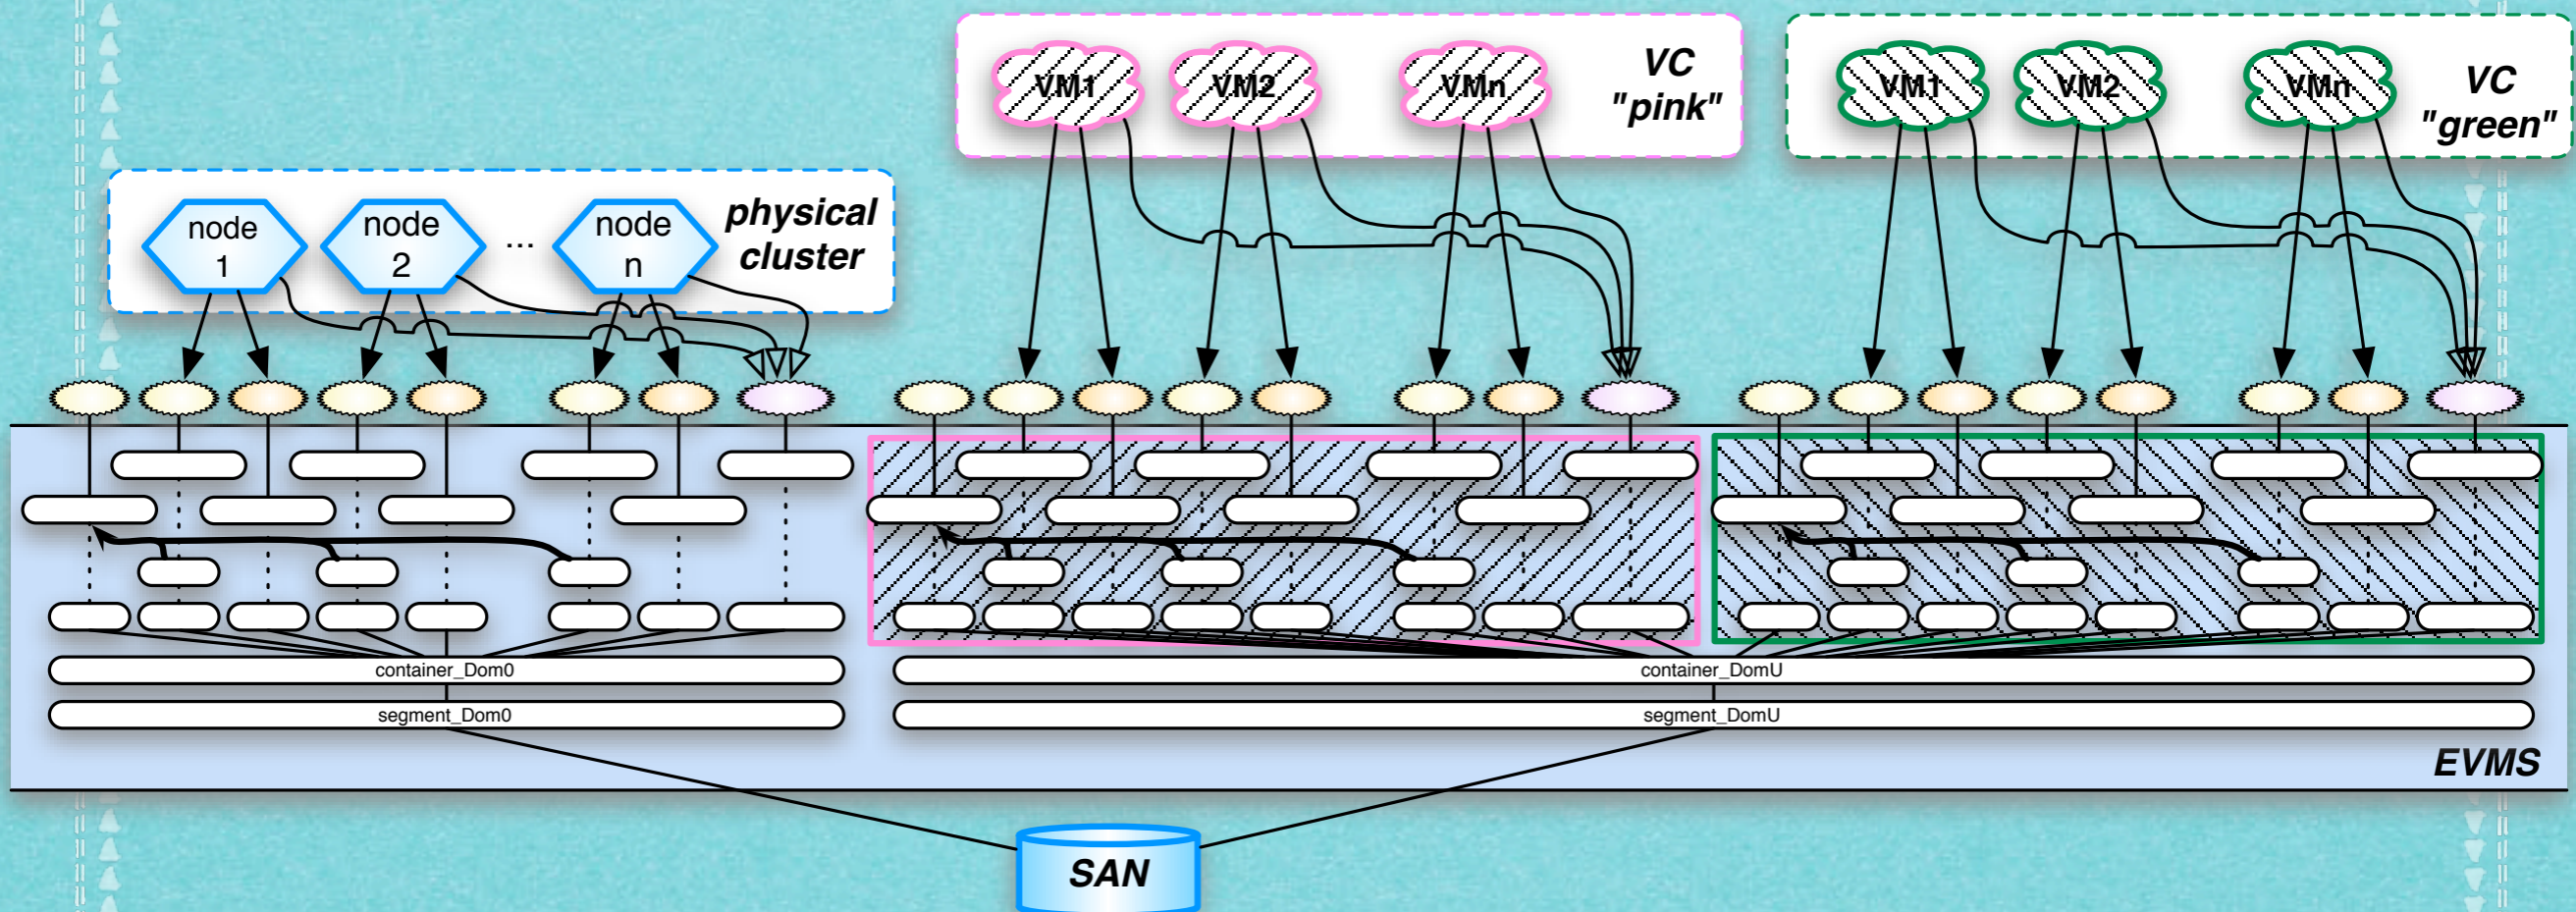 VM1
VM2
VMn
VC
"pink"
VM1
VM2
VMn
VC
"green"
node
1
node
2
...
node
n
physical
cluster
container_Dom0
container_DomU
segment_Dom0
segment_DomU
EVMS
SAN